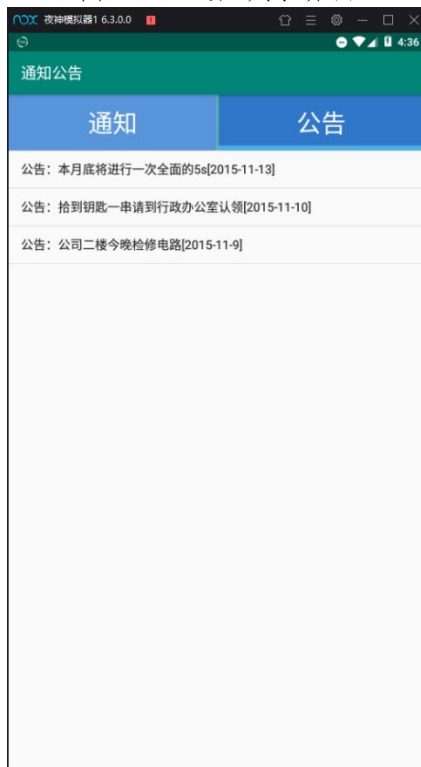 NOX 夜神模拟器1 6.3.0.0
4:36
通知公告
通知 公告
公告：本月底将进行一次全面的5s[2015-11-13]
公告：拾到钥匙一串请到行政办公室认领[2015-11-10]
公告：公司二楼今晚检修电路[2015-11-9]